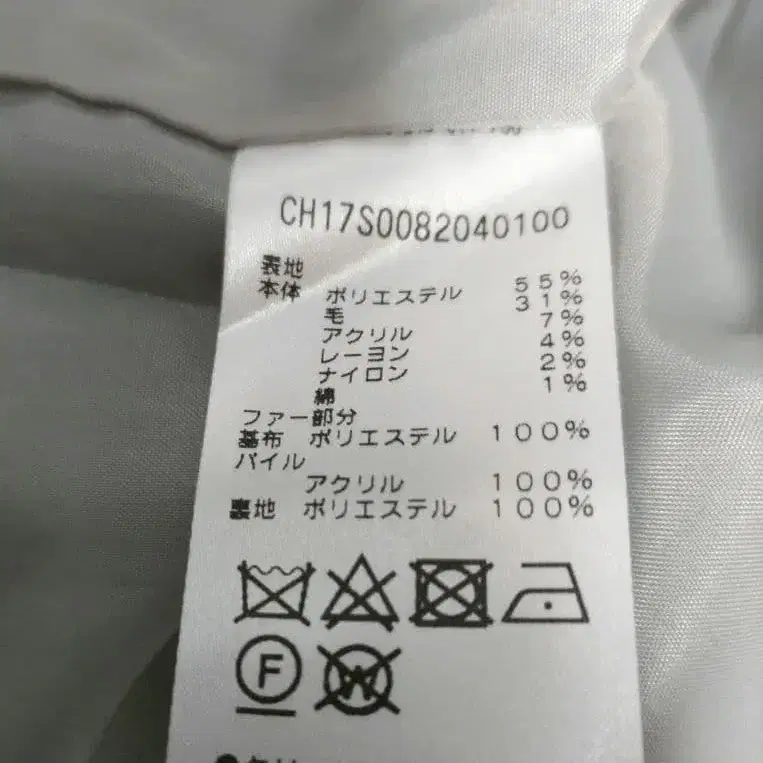 CH17S0082040100
表地
本体 ポリエステル 55%
毛 31%
アクリル 7%
レーヨン 4%
ナイロン 2%
綿 1%
ファー部分
基布 ポリエステル 100%
パイル
アクリル 100%
裏地 ポリエステル 100%
F
W